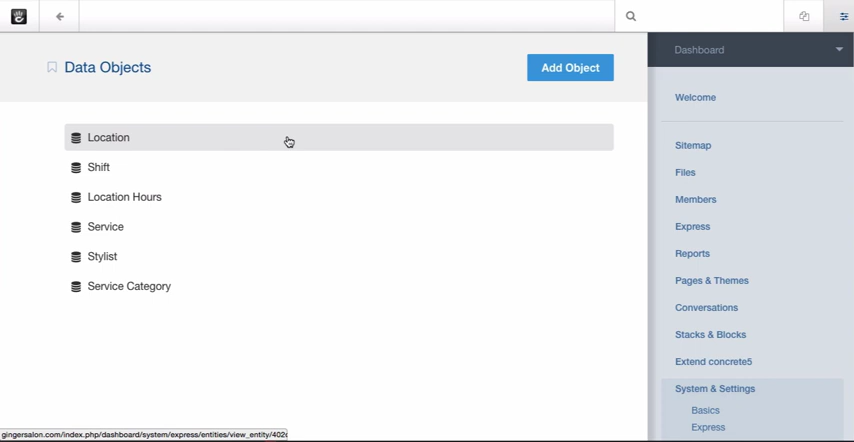 Dashboard
Data Objects
Add Object
Welcome
Location
Shift
Location Hours
Service
Stylist
Service Category
Sitemap
Files
Members
Express
Reports
Pages & Themes
Conversations
Stacks & Blocks
Extend concrete5
System & Settings
Basics
Express
gingersalon.com/index.php/dashboard/system/express/entities/view_entity/402c